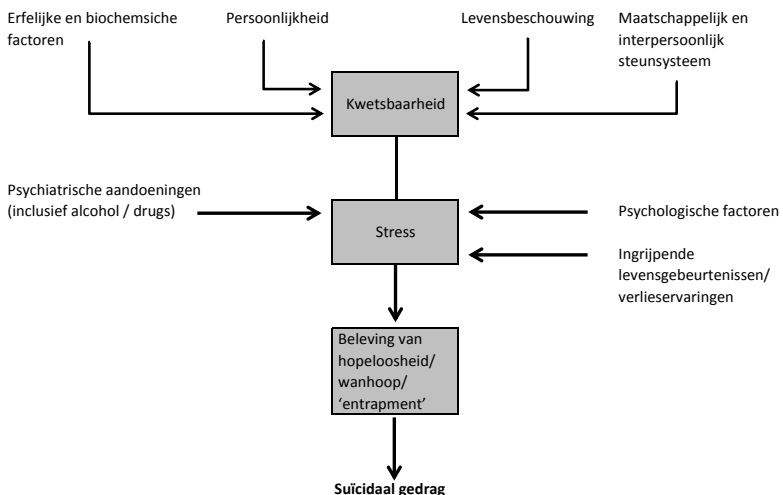 Erfelijke en biochemsiche
factoren
Persoonlijkheid
Levensbeschouwing
Maatschappelijk en
interpersoonlijk
steunsysteem
Kwetsbaarheid
Psychiatrische aandoeningen
(inclusief alcohol / drugs)
Stress
Psychologische factoren
Ingrijpende
levensgebeurtenissen/
verlieservaringen
Beleving van
hopeloosheid/
wanhoop/
‘entrapment’
Suïcidaal gedrag